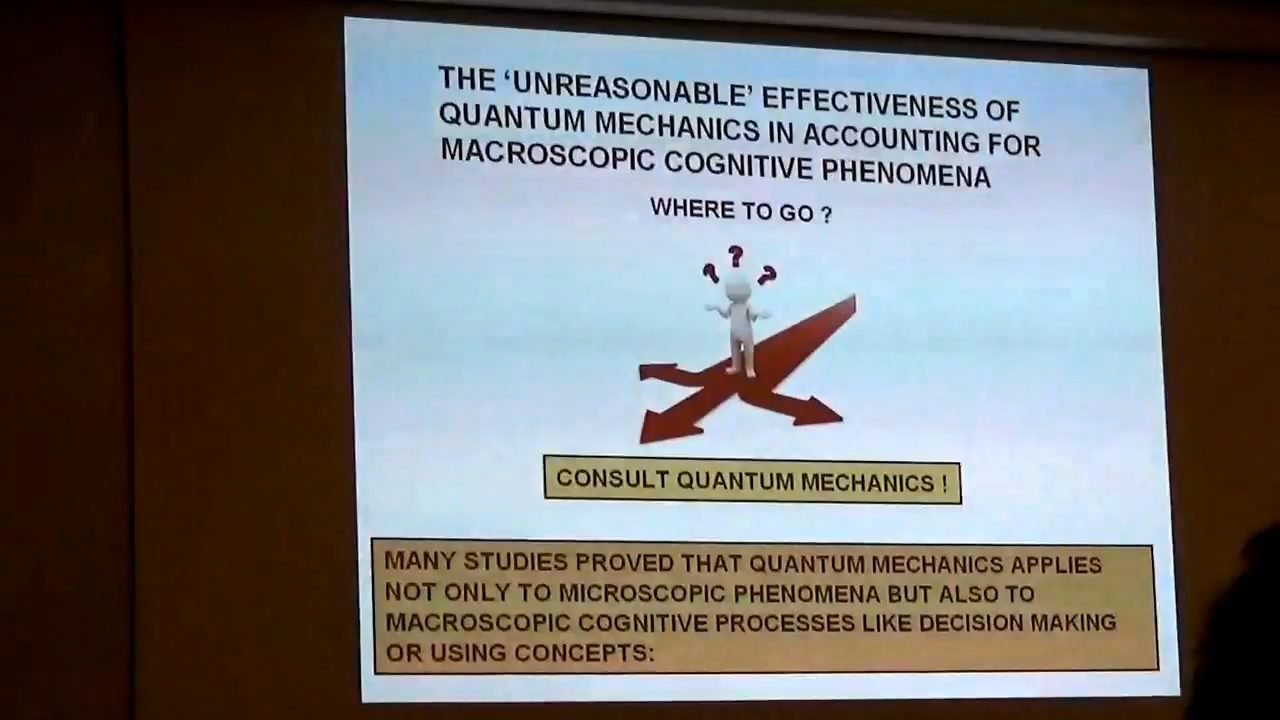 THE ‘UNREASONABLE’ EFFECTIVENESS OF
QUANTUM MECHANICS IN ACCOUNTING FOR
MACROSCOPIC COGNITIVE PHENOMENA
WHERE TO GO ?
? ? ?
CONSULT QUANTUM MECHANICS !
MANY STUDIES PROVED THAT QUANTUM MECHANICS APPLIES
NOT ONLY TO MICROSCOPIC PHENOMENA BUT ALSO TO
MACROSCOPIC COGNITIVE PROCESSES LIKE DECISION MAKING
OR USING CONCEPTS: